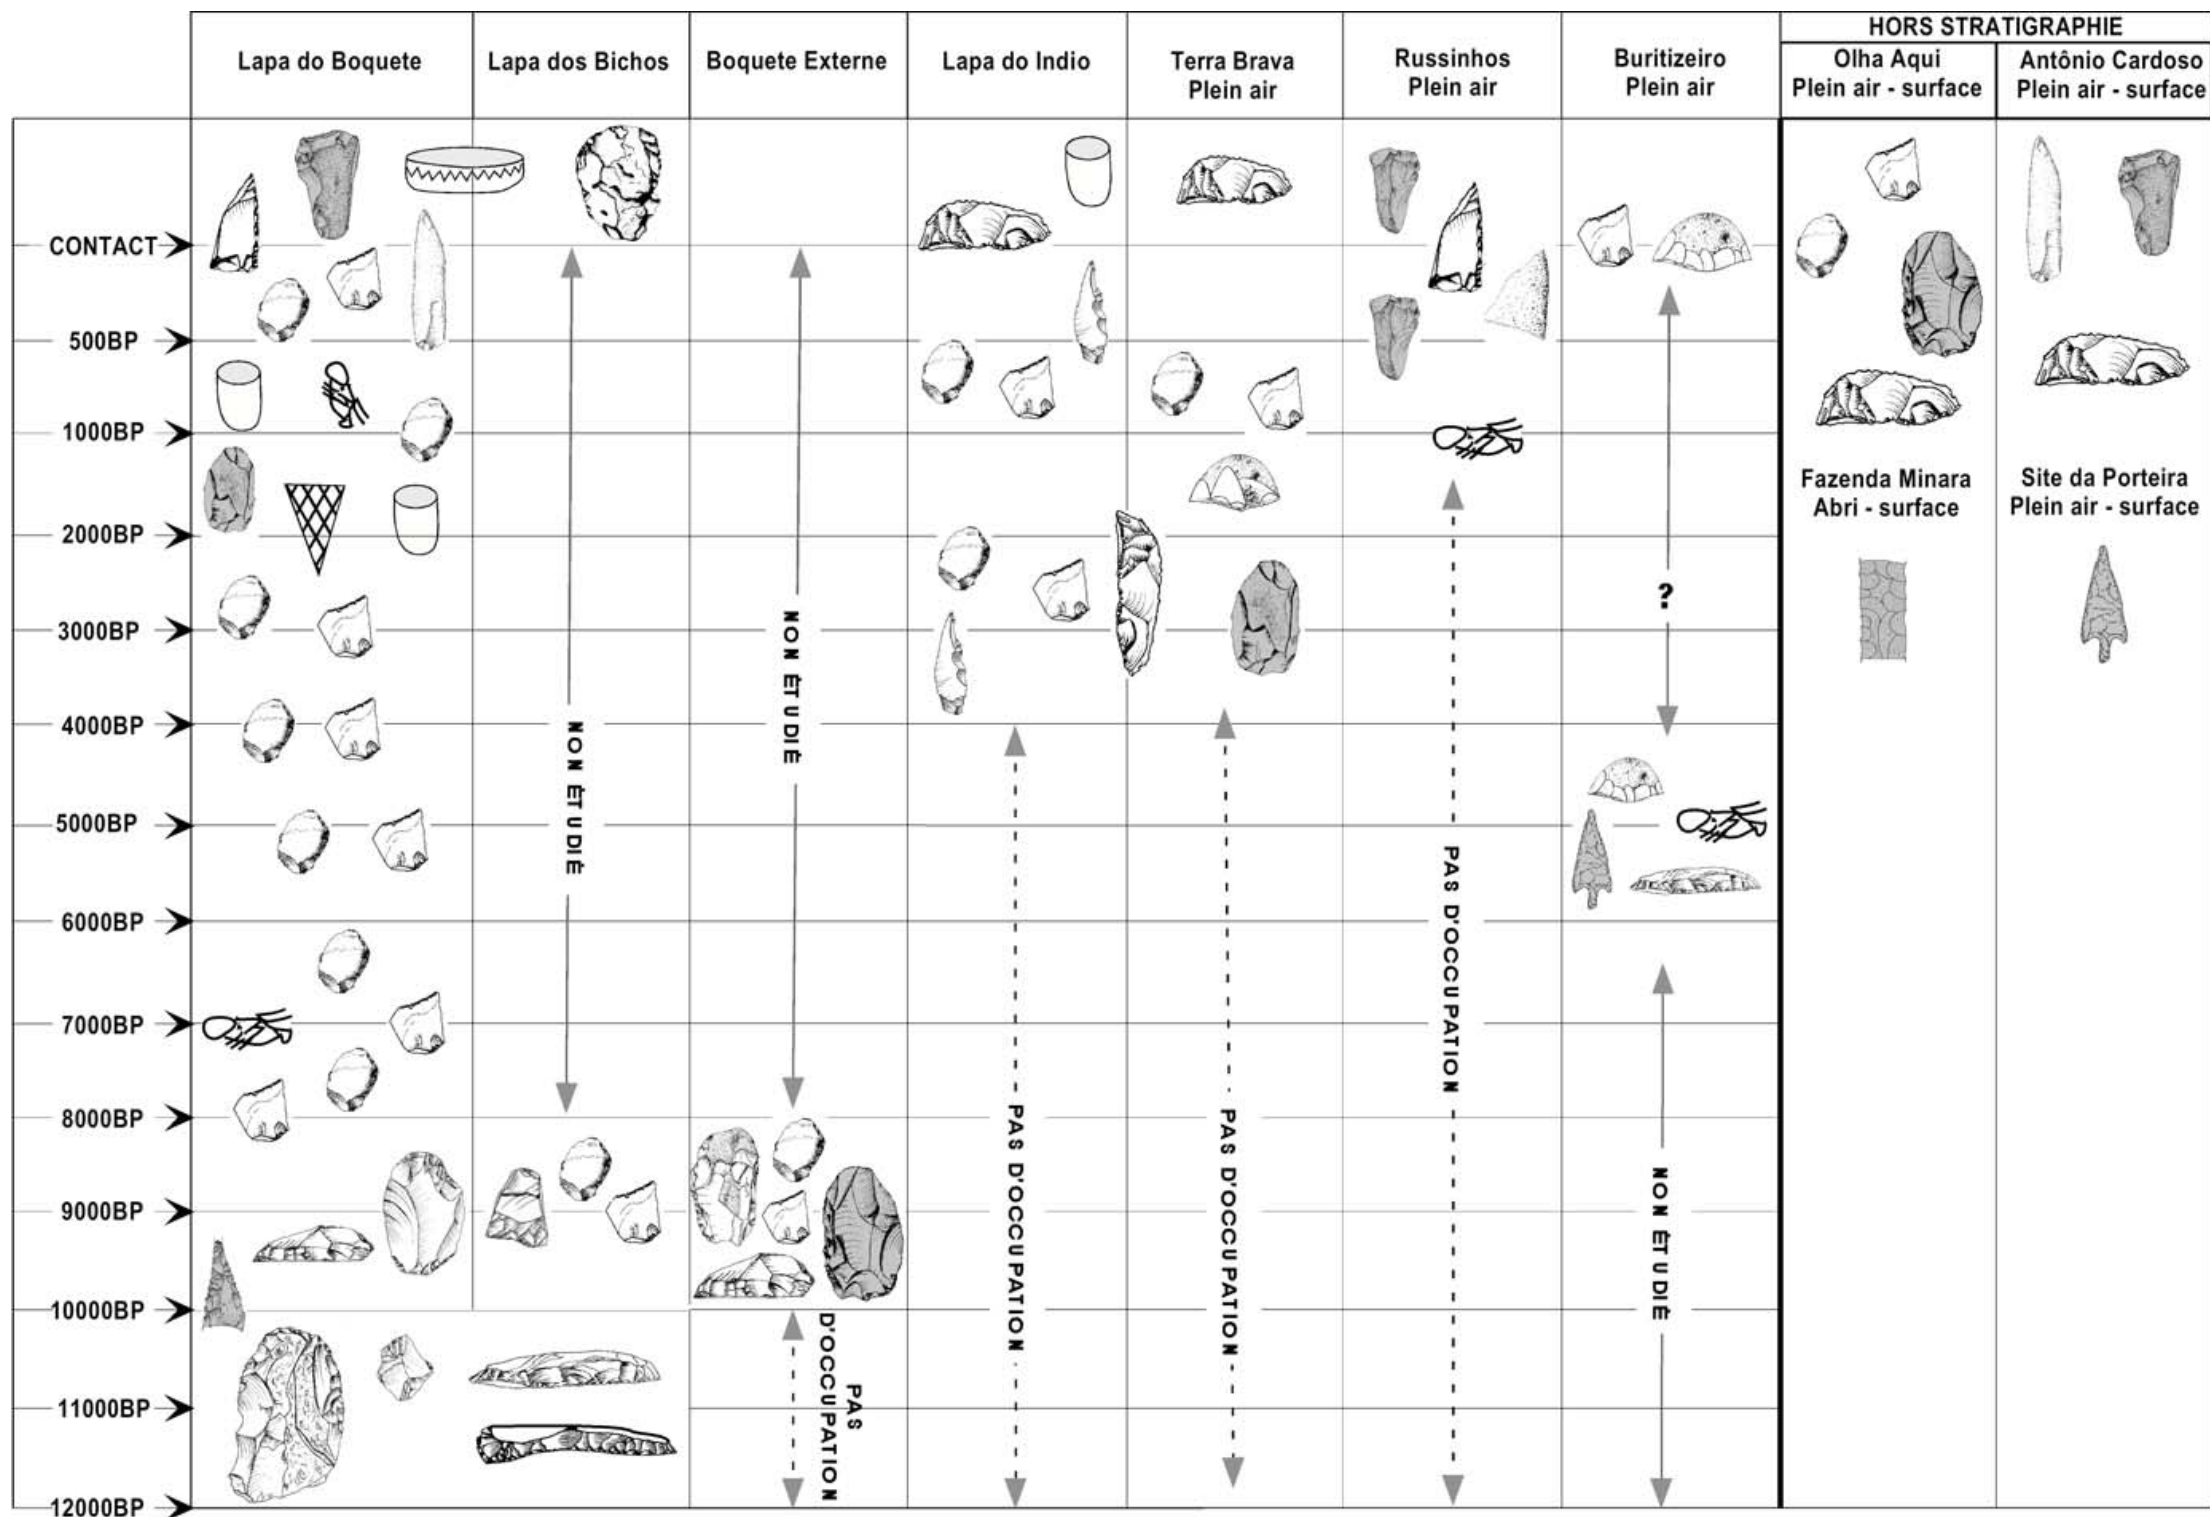 HORS STRATIGRAPHIE
Lapa do Boquete
Lapa dos Bichos
Boquete Externe
Lapa do Indio
Terra Brava
Plein air
Russinhos
Plein air
Buritizeiro
Plein air
Olha Aqui
Plein air - surface
Antônio Cardoso
Plein air - surface
CONTACT
500BP
1000BP
2000BP
3000BP
4000BP
5000BP
6000BP
7000BP
8000BP
9000BP
10000BP
11000BP
12000BP
NON ÉTUDIÉ
NON ÉTUDIÉ
PAS
D'OCCUPATION
PAS D'OCCUPATION
PAS D'OCCUPATION
PAS D'OCCUPATION
?
NON ÉTUDIÉ
Fazenda Minara
Abri - surface
Site da Porteira
Plein air - surface